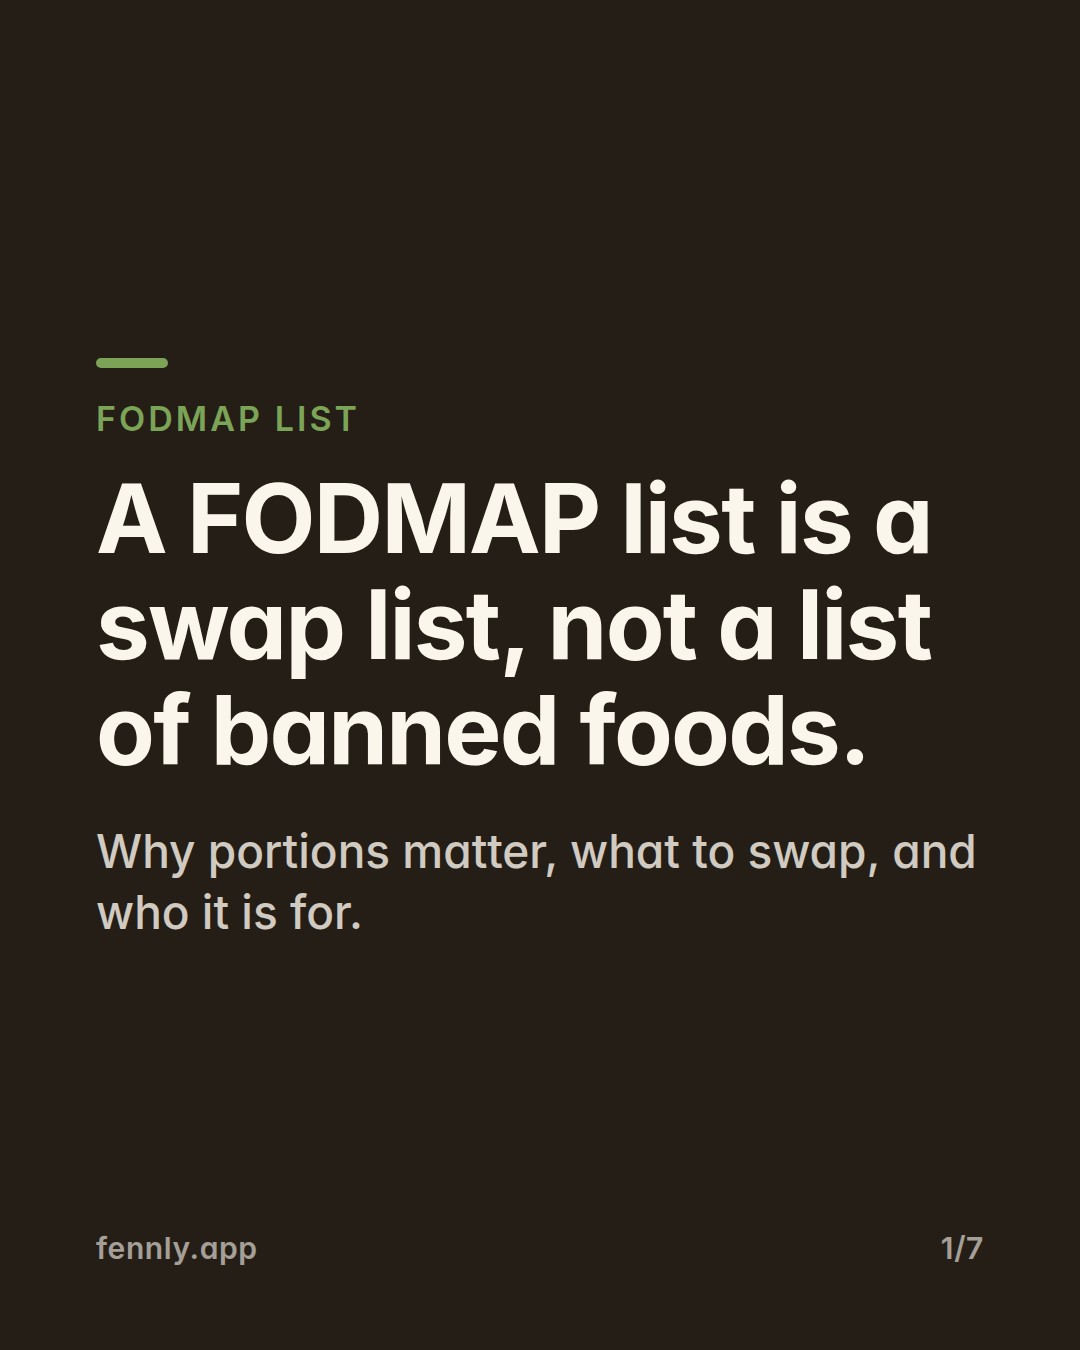 FODMAP LIST
A FODMAP list is a
swap list, not a list
of banned foods.
Why portions matter, what to swap, and
who it is for.
fennly.app
1/7